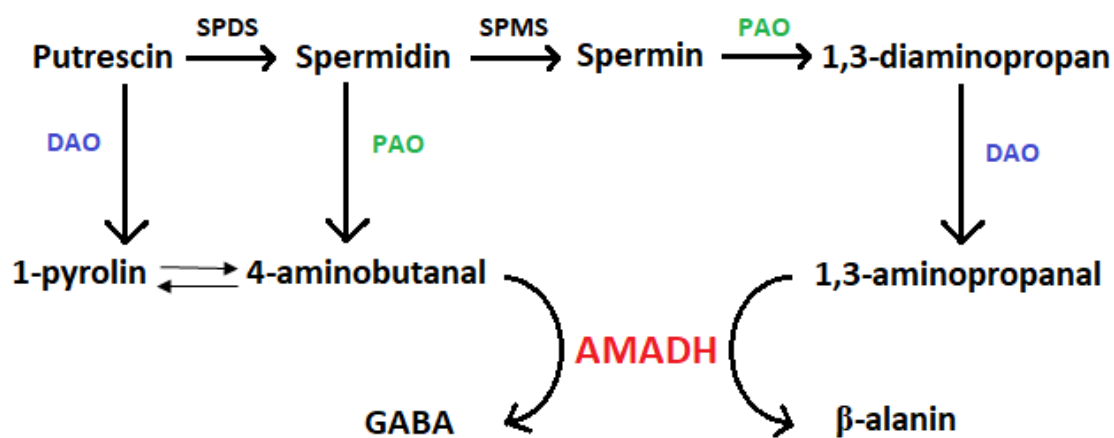 SPDS SPMS PAO
Putrescin Spermidin Spermin 1,3-diaminopropan
DAO PAO DAO
1-pyrolin 4-aminobutanal 1,3-aminopropanal
AMADH
GABA β-alanin